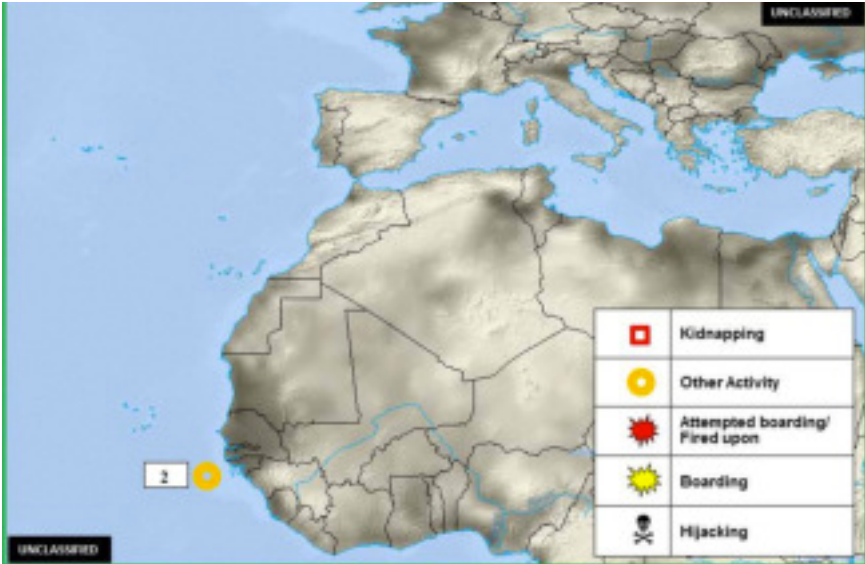 UNCLASSIFIED
Kidnapping
Other Activity
Attempted boarding/
Fired upon
2
Boarding
Hijacking
UNCLASSIFIED